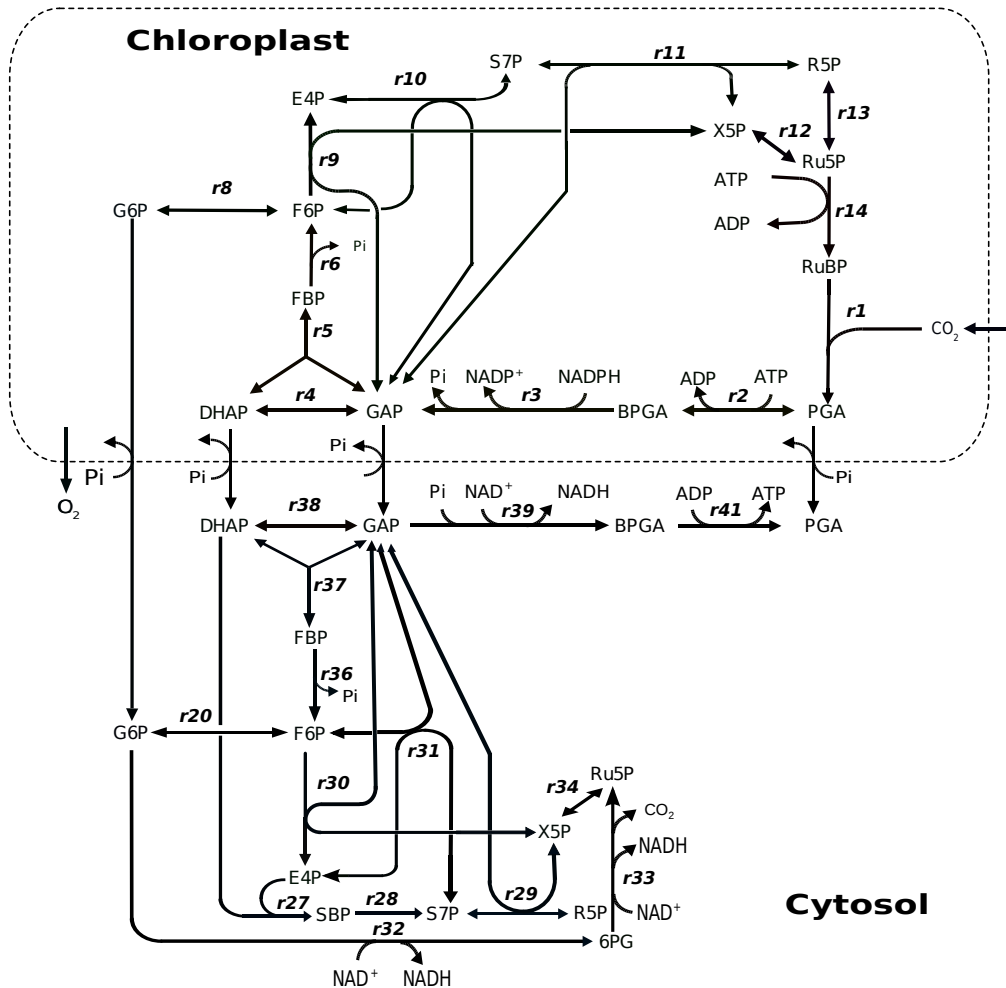 Chloroplast
S7P
r11
R5P
r10
E4P
X5P
r12
r13
r9
Ru5P
ATP
G6P
r8
F6P
ADP
r14
Pi
r6
RuBP
FBP
r5
r1
CO2
Pi
NADP+
NADPH
ADP
ATP
DHAP
r4
GAP
r3
BPGA
r2
PGA
Pi
Pi
Pi
Pi
O2
DHAP
r38
GAP
Pi
NAD+
r39
NADH
BPGA
ADP
r41
ATP
PGA
r37
FBP
r36
Pi
G6P
r20
F6P
r31
r30
r34
Ru5P
CO2
X5P
NADH
E4P
r33
r27
SBP
r28
S7P
r29
R5P
NAD+
Cytosol
r32
6PG
NAD+
NADH